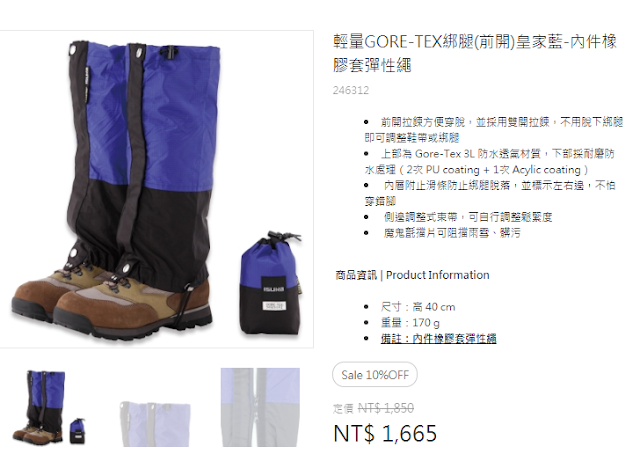 輕量GORE-TEX綁腿(前開)皇家藍-內件橡
膠套彈性繩
246312
前開拉鍊方便穿脫，並採用雙開拉鍊，不用脫下綁腿
即可調整鞋帶或綁腿
上部為 Gore-Tex 3L 防水透氣材質，下部採耐磨防
水處理（2次 PU coating + 1次 Acylic coating）
內層附止滑條防止綁腿脫落，並標示左右邊，不怕
穿錯腳
側邊調整式束帶，可自行調整鬆緊度
魔鬼氈擋片可阻擋雨雪、髒污
商品資訊 | Product Information
尺寸：高 40 cm
重量：170 g
備註：內件橡膠套彈性繩
Sale 10%OFF
定價 NT$ 1,850
NT$ 1,665
isuka